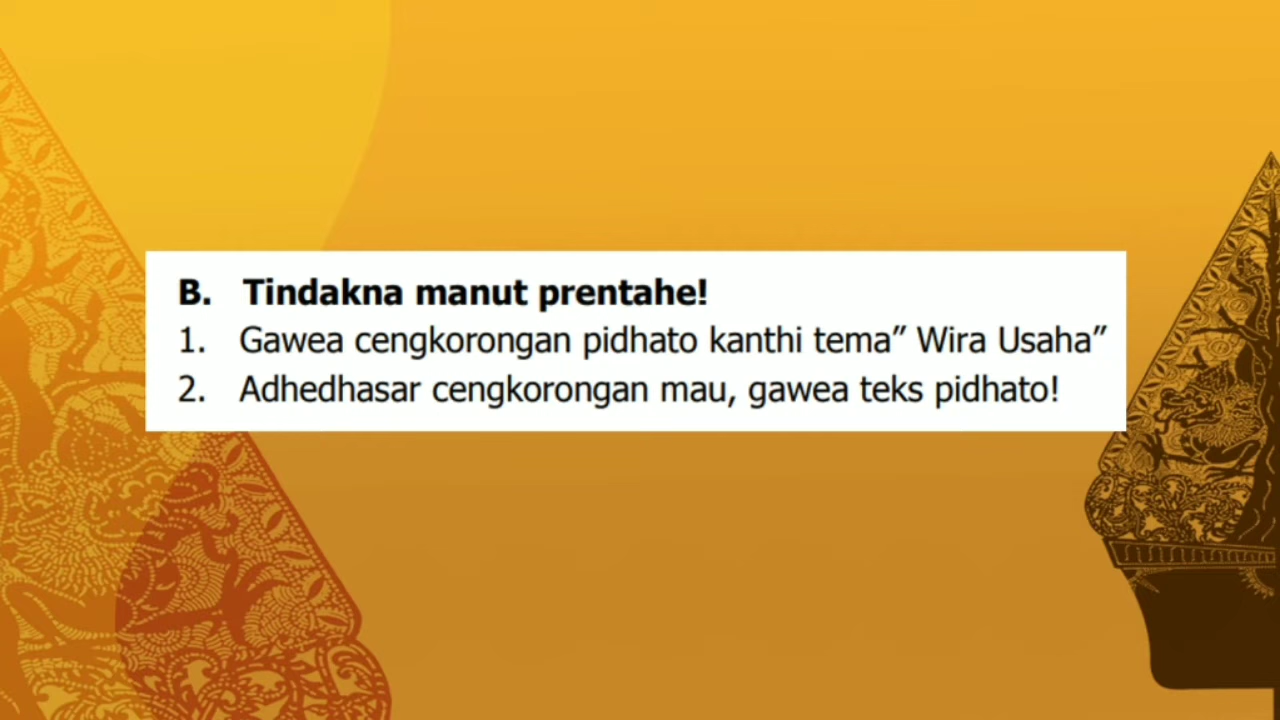 B. Tindakna manut prentahe!
1. Gawea cengkorongan pidhato kanthi tema” Wira Usaha”
2. Adhedhasar cengkorongan mau, gawea teks pidhato!